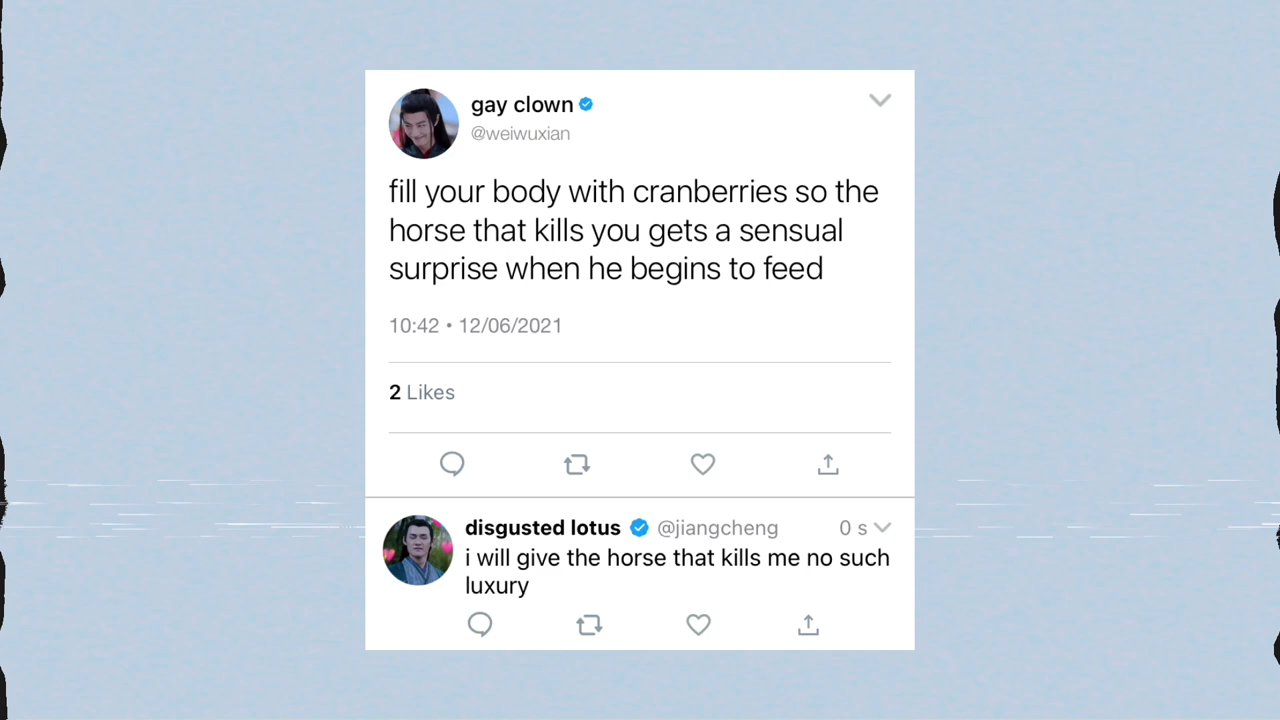 gay clown
@weiwuxian
fill your body with cranberries so the
horse that kills you gets a sensual
surprise when he begins to feed
10:42 • 12/06/2021
2 Likes
disgusted lotus @jiangcheng 0 s
i will give the horse that kills me no such
luxury